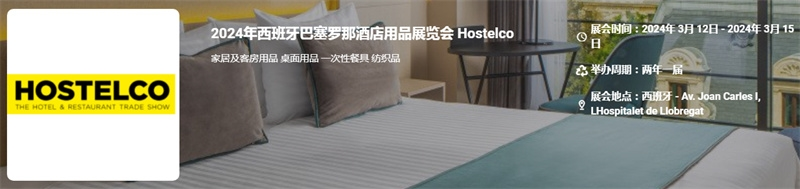 HOSTELCO
THE HOTEL & RESTAURANT TRADE SHOW
2024年西班牙巴塞罗那酒店用品展览会 Hostelco
家居及客房用品 桌面用品 一次性餐具 纺织品
展会时间：2024年 3月 12日 - 2024年 3月 15
日
举办周期：两年一届
展会地点：西班牙 - Av. Joan Carles I,
LHospitalet de Llobregat